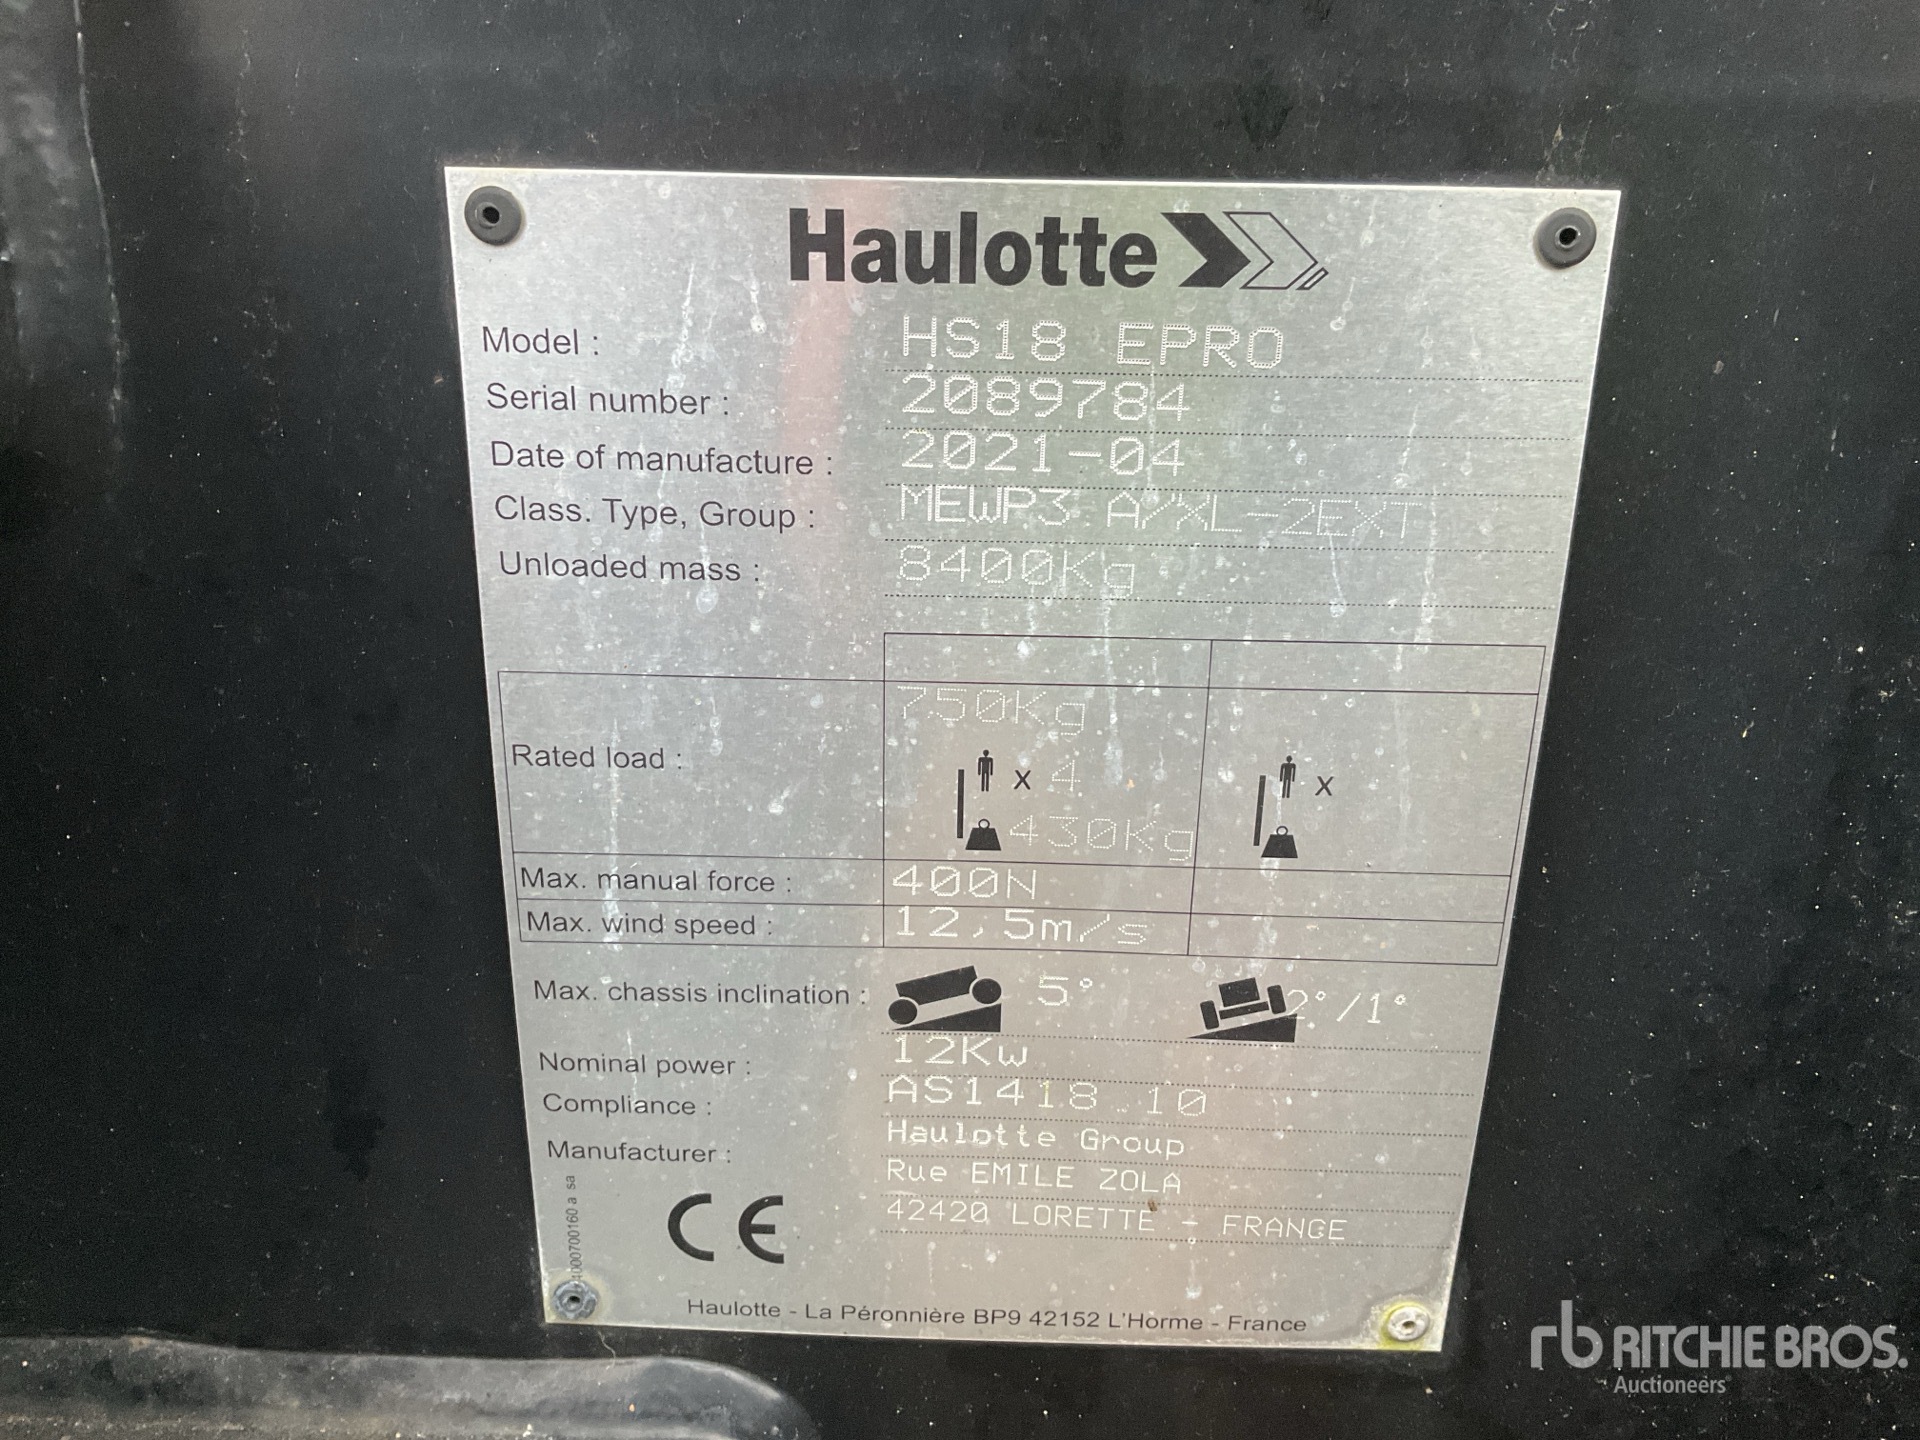 Haulotte
Model : HS18 EPRO
Serial number : 2089784
Date of manufacture : 2021-04
Class. Type, Group : MEWP3 A/XL-2EXT
Unloaded mass : 8400Kg
750Kg
Rated load : x 4 x
430Kg
Max. manual force : 400N
Max. wind speed : 12,5m/s
Max. chassis inclination : 5° 2°/1°
Nominal power : 12Kw
Compliance : AS1418.10
Manufacturer : Haulotte Group
Rue EMILE ZOLA
42420 LORETTE - FRANCE
CE
4000700160 a sa
Haulotte - La Péronnière BP9 42152 L'Horme - France
rb RITCHIE BROS.
Auctioneers